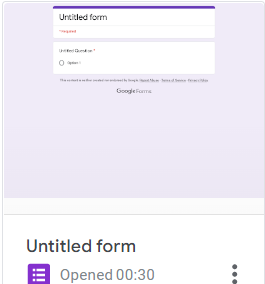 Untitled form
*Required
Untitled Question *
Option 1
This content is neither created nor endorsed by Google. Report Abuse - Terms of Service - Privacy Policy
Google Forms
Untitled form
Opened 00:30